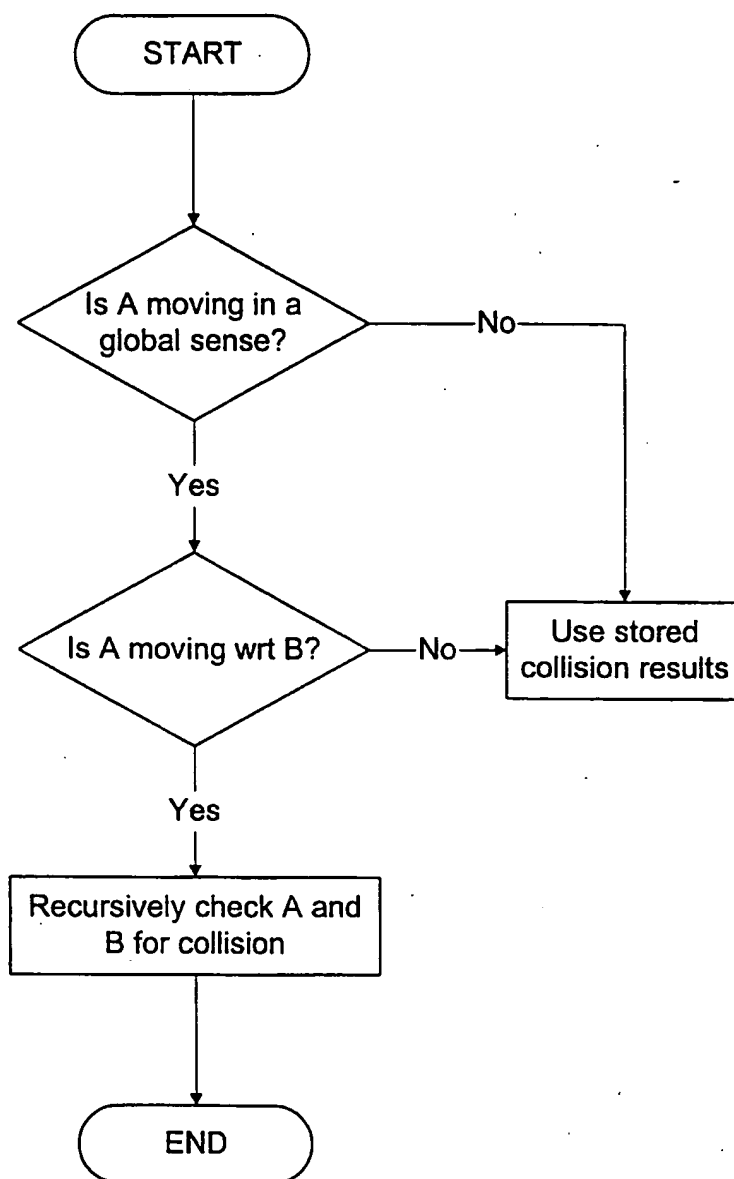 START
Is A moving in a
global sense?
No
Yes
Is A moving wrt B?
No
Use stored
collision results
Yes
Recursively check A and
B for collision
END